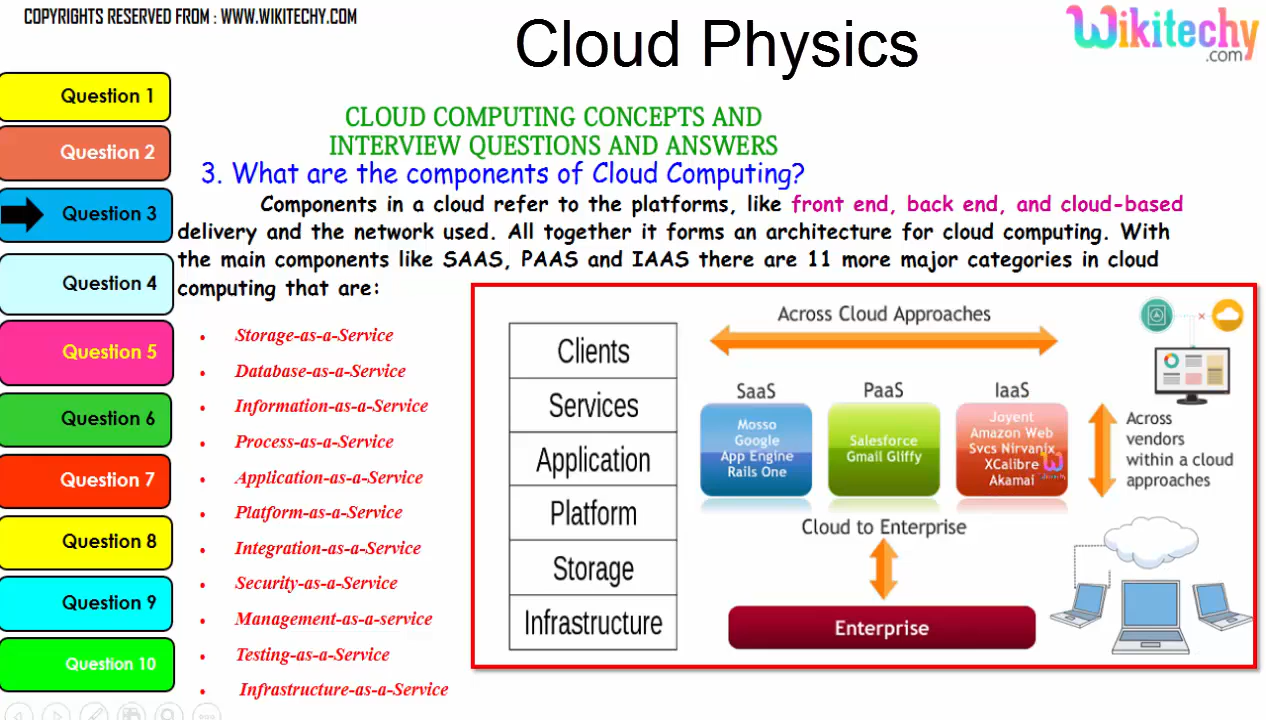 COPYRIGHTS RESERVED FROM : WWW.WIKITECHY.COM
Cloud Physics
Wikitechy
.com
Question 1
Question 2
Question 3
Question 4
Question 5
Question 6
Question 7
Question 8
Question 9
Question 10
CLOUD COMPUTING CONCEPTS AND
INTERVIEW QUESTIONS AND ANSWERS
3. What are the components of Cloud Computing?
Components in a cloud refer to the platforms, like front end, back end, and cloud-based
delivery and the network used. All together it forms an architecture for cloud computing. With
the main components like SAAS, PAAS and IAAS there are 11 more major categories in cloud
computing that are:
• Storage-as-a-Service
• Database-as-a-Service
• Information-as-a-Service
• Process-as-a-Service
• Application-as-a-Service
• Platform-as-a-Service
• Integration-as-a-Service
• Security-as-a-Service
• Management-as-a-service
• Testing-as-a-Service
• Infrastructure-as-a-Service
Clients
Services
Application
Platform
Storage
Infrastructure
Across Cloud Approaches
SaaS
Mosso
Google
App Engine
Rails One
PaaS
Salesforce
Gmail Gliffy
IaaS
Joyent
Amazon Web
Svcs Nirvanix
XCalibre
Akamai
Across
vendors
within a cloud
approaches
Cloud to Enterprise
Enterprise